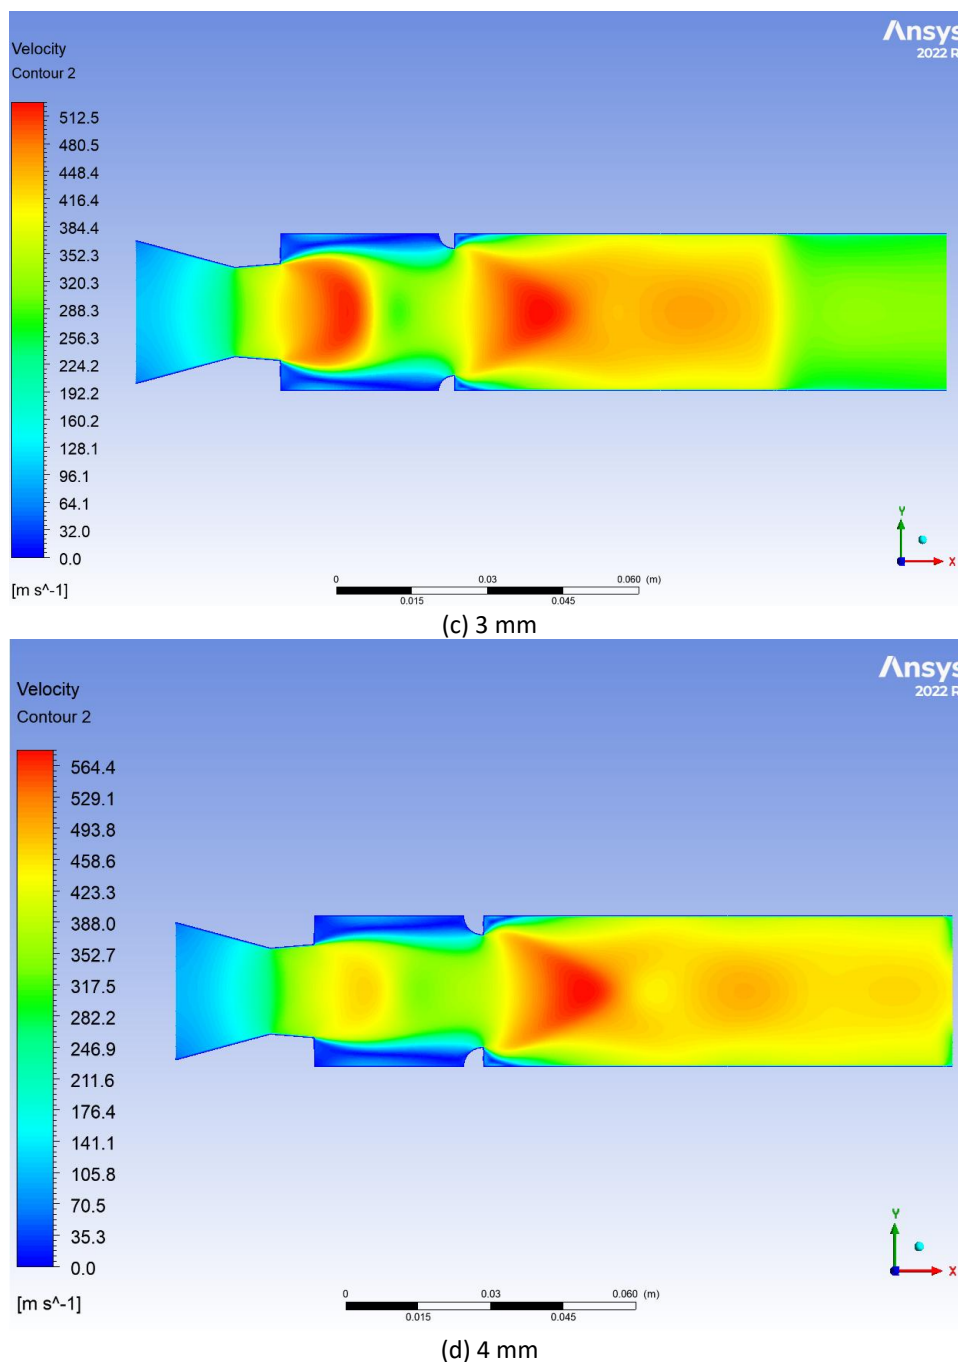 Ansys
2022 R
Velocity
Contour 2
512.5
480.5
448.4
416.4
384.4
352.3
320.3
288.3
256.3
224.2
192.2
160.2
128.1
96.1
64.1
32.0
0.0
[m s^-1]
Y
X
0 0.03 0.060 (m)
0.015 0.045
(c) 3 mm
Ansys
2022 R
Velocity
Contour 2
564.4
529.1
493.8
458.6
423.3
388.0
352.7
317.5
282.2
246.9
211.6
176.4
141.1
105.8
70.5
35.3
0.0
[m s^-1]
Y
X
0 0.03 0.060 (m)
0.015 0.045
(d) 4 mm